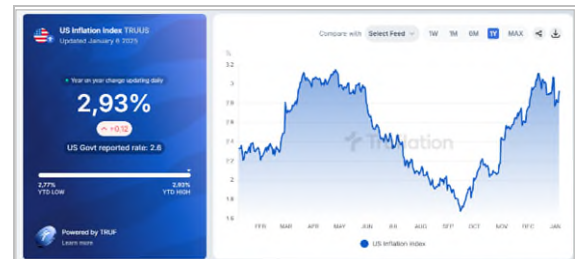 US Inflation Index TRUUS
Updated January 6 2025
Year on year change updating daily
2,93%
+0.12
US Govt reported rate: 2.6
2,77%
YTD LOW
2,93%
YTD HIGH
Powered by TRUF
Learn more
Compare with Select Feed 1W 1M 6M 1Y MAX
%
3.2
3
2.8
2.6
2.4
2.2
2
1.8
1.6
Truflation
FEB MAR APR MAY JUN JUL AUG SEP OCT NOV DEC JAN
US Inflation Index